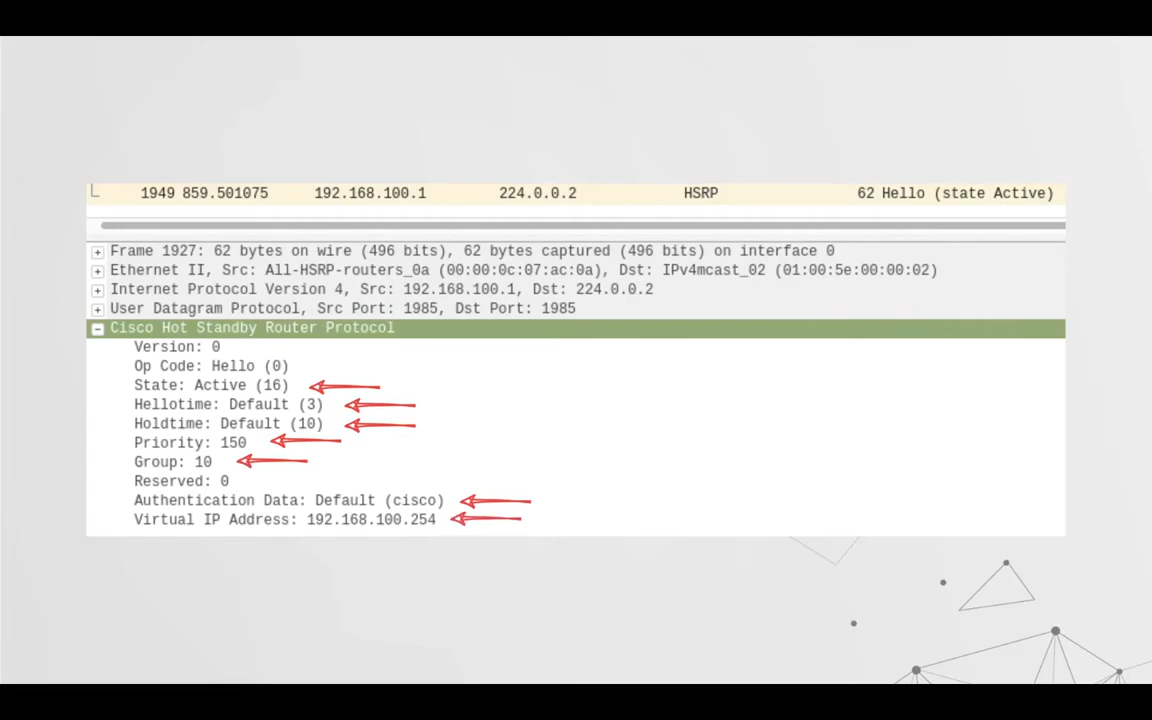 1949 859.501075 192.168.100.1 224.0.0.2 HSRP 62 Hello (state Active)
Frame 1927: 62 bytes on wire (496 bits), 62 bytes captured (496 bits) on interface 0
Ethernet II, Src: All-HSRP-routers_0a (00:00:0c:07:ac:0a), Dst: IPv4mcast_02 (01:00:5e:00:00:02)
Internet Protocol Version 4, Src: 192.168.100.1, Dst: 224.0.0.2
User Datagram Protocol, Src Port: 1985, Dst Port: 1985
Cisco Hot Standby Router Protocol
Version: 0
Op Code: Hello (0)
State: Active (16)
Hellotime: Default (3)
Holdtime: Default (10)
Priority: 150
Group: 10
Reserved: 0
Authentication Data: Default (cisco)
Virtual IP Address: 192.168.100.254